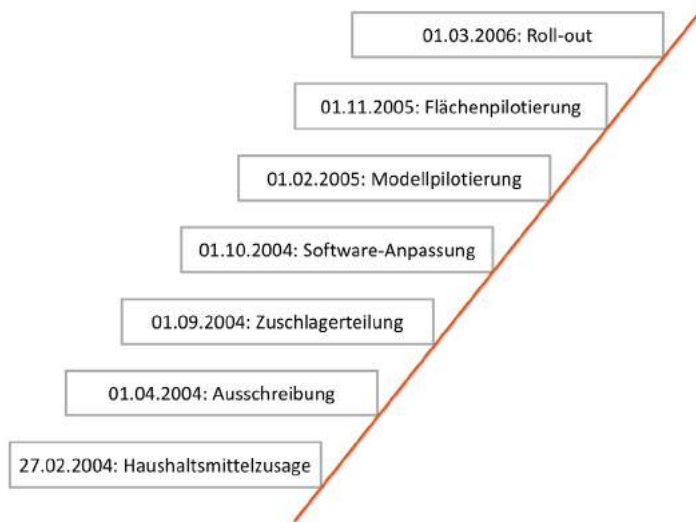 01.03.2006: Roll-out
01.11.2005: Flächenpilotierung
01.02.2005: Modellpilotierung
01.10.2004: Software-Anpassung
01.09.2004: Zuschlagerteilung
01.04.2004: Ausschreibung
27.02.2004: Haushaltsmittelzusage